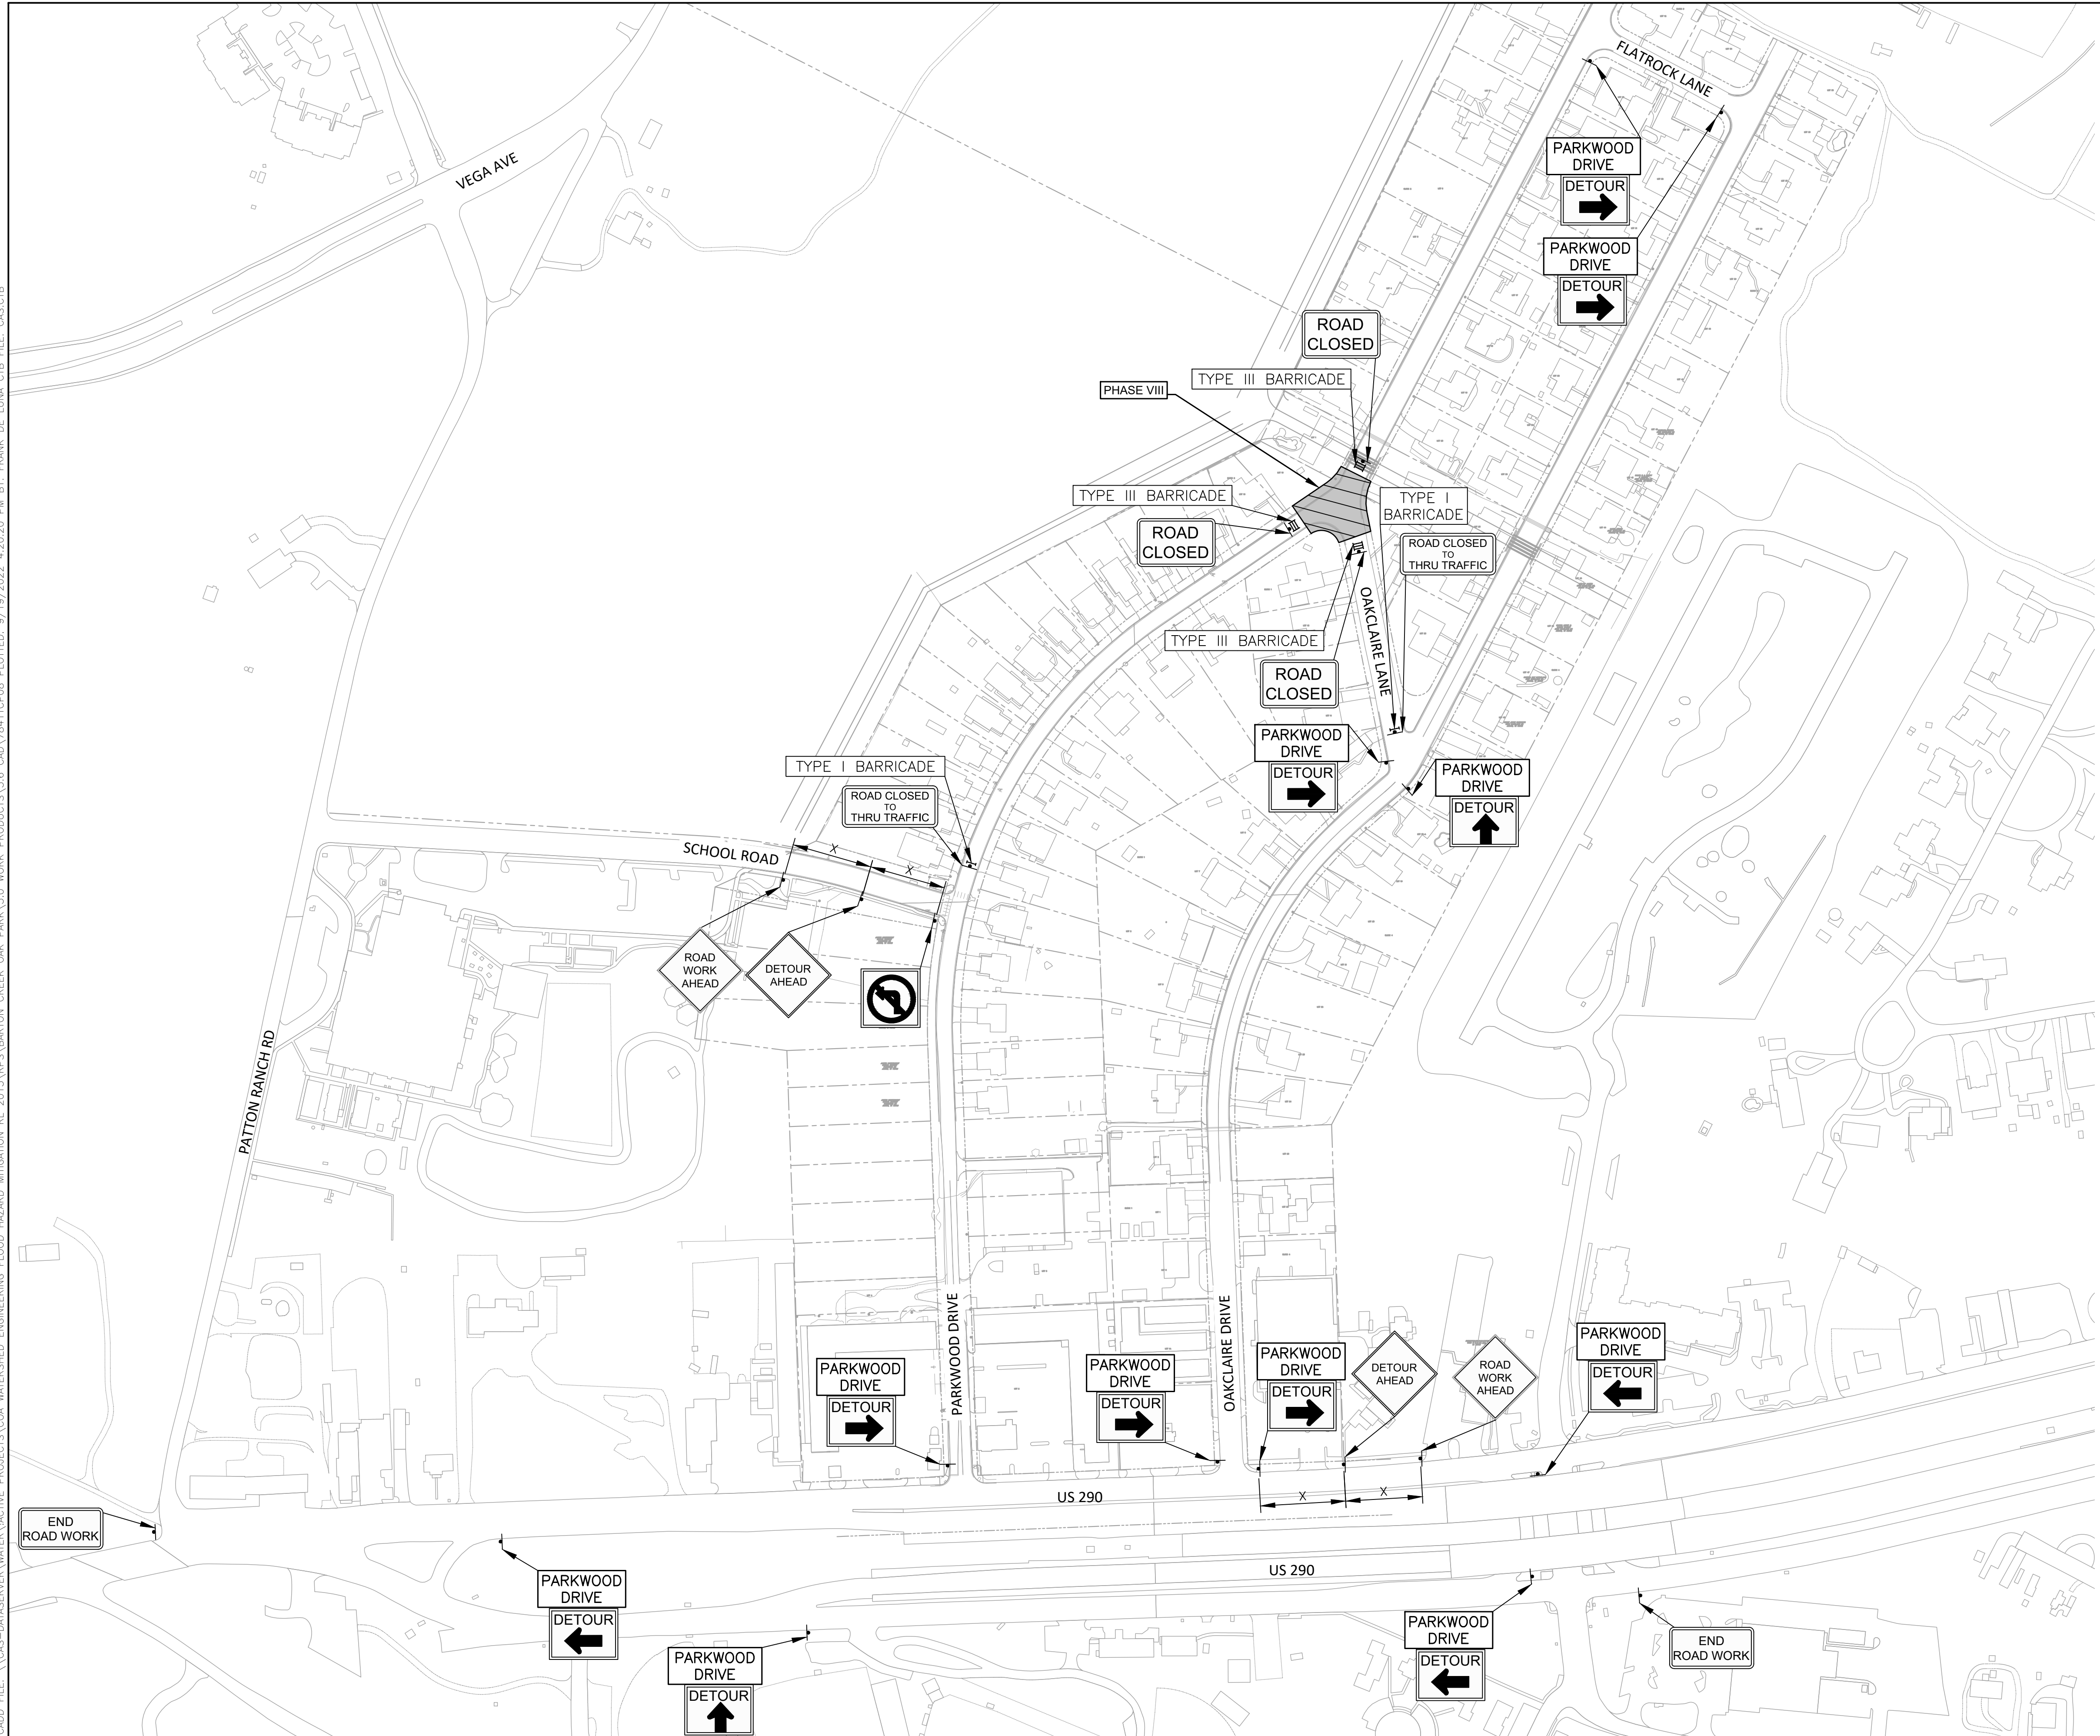 FLATROCK LANE
VEGA AVE
PARKWOOD
DRIVE
DETOUR
PARKWOOD
DRIVE
DETOUR
ROAD
CLOSED
TYPE III BARRICADE
PHASE VIII
TYPE III BARRICADE
ROAD
CLOSED
TYPE I
BARRICADE
ROAD CLOSED
TO
THRU TRAFFIC
OAKCLAIRE LANE
TYPE III BARRICADE
ROAD
CLOSED
PARKWOOD
DRIVE
DETOUR
PARKWOOD
DRIVE
DETOUR
TYPE I BARRICADE
ROAD CLOSED
TO
THRU TRAFFIC
SCHOOL ROAD
X
X
ROAD
WORK
AHEAD
DETOUR
AHEAD
PATTON RANCH RD
PARKWOOD DRIVE
OAKCLAIRE DRIVE
PARKWOOD
DRIVE
DETOUR
PARKWOOD
DRIVE
DETOUR
PARKWOOD
DRIVE
DETOUR
DETOUR
AHEAD
ROAD
WORK
AHEAD
PARKWOOD
DRIVE
DETOUR
X
X
US 290
END
ROAD WORK
US 290
PARKWOOD
DRIVE
DETOUR
PARKWOOD
DRIVE
DETOUR
PARKWOOD
DRIVE
DETOUR
END
ROAD WORK